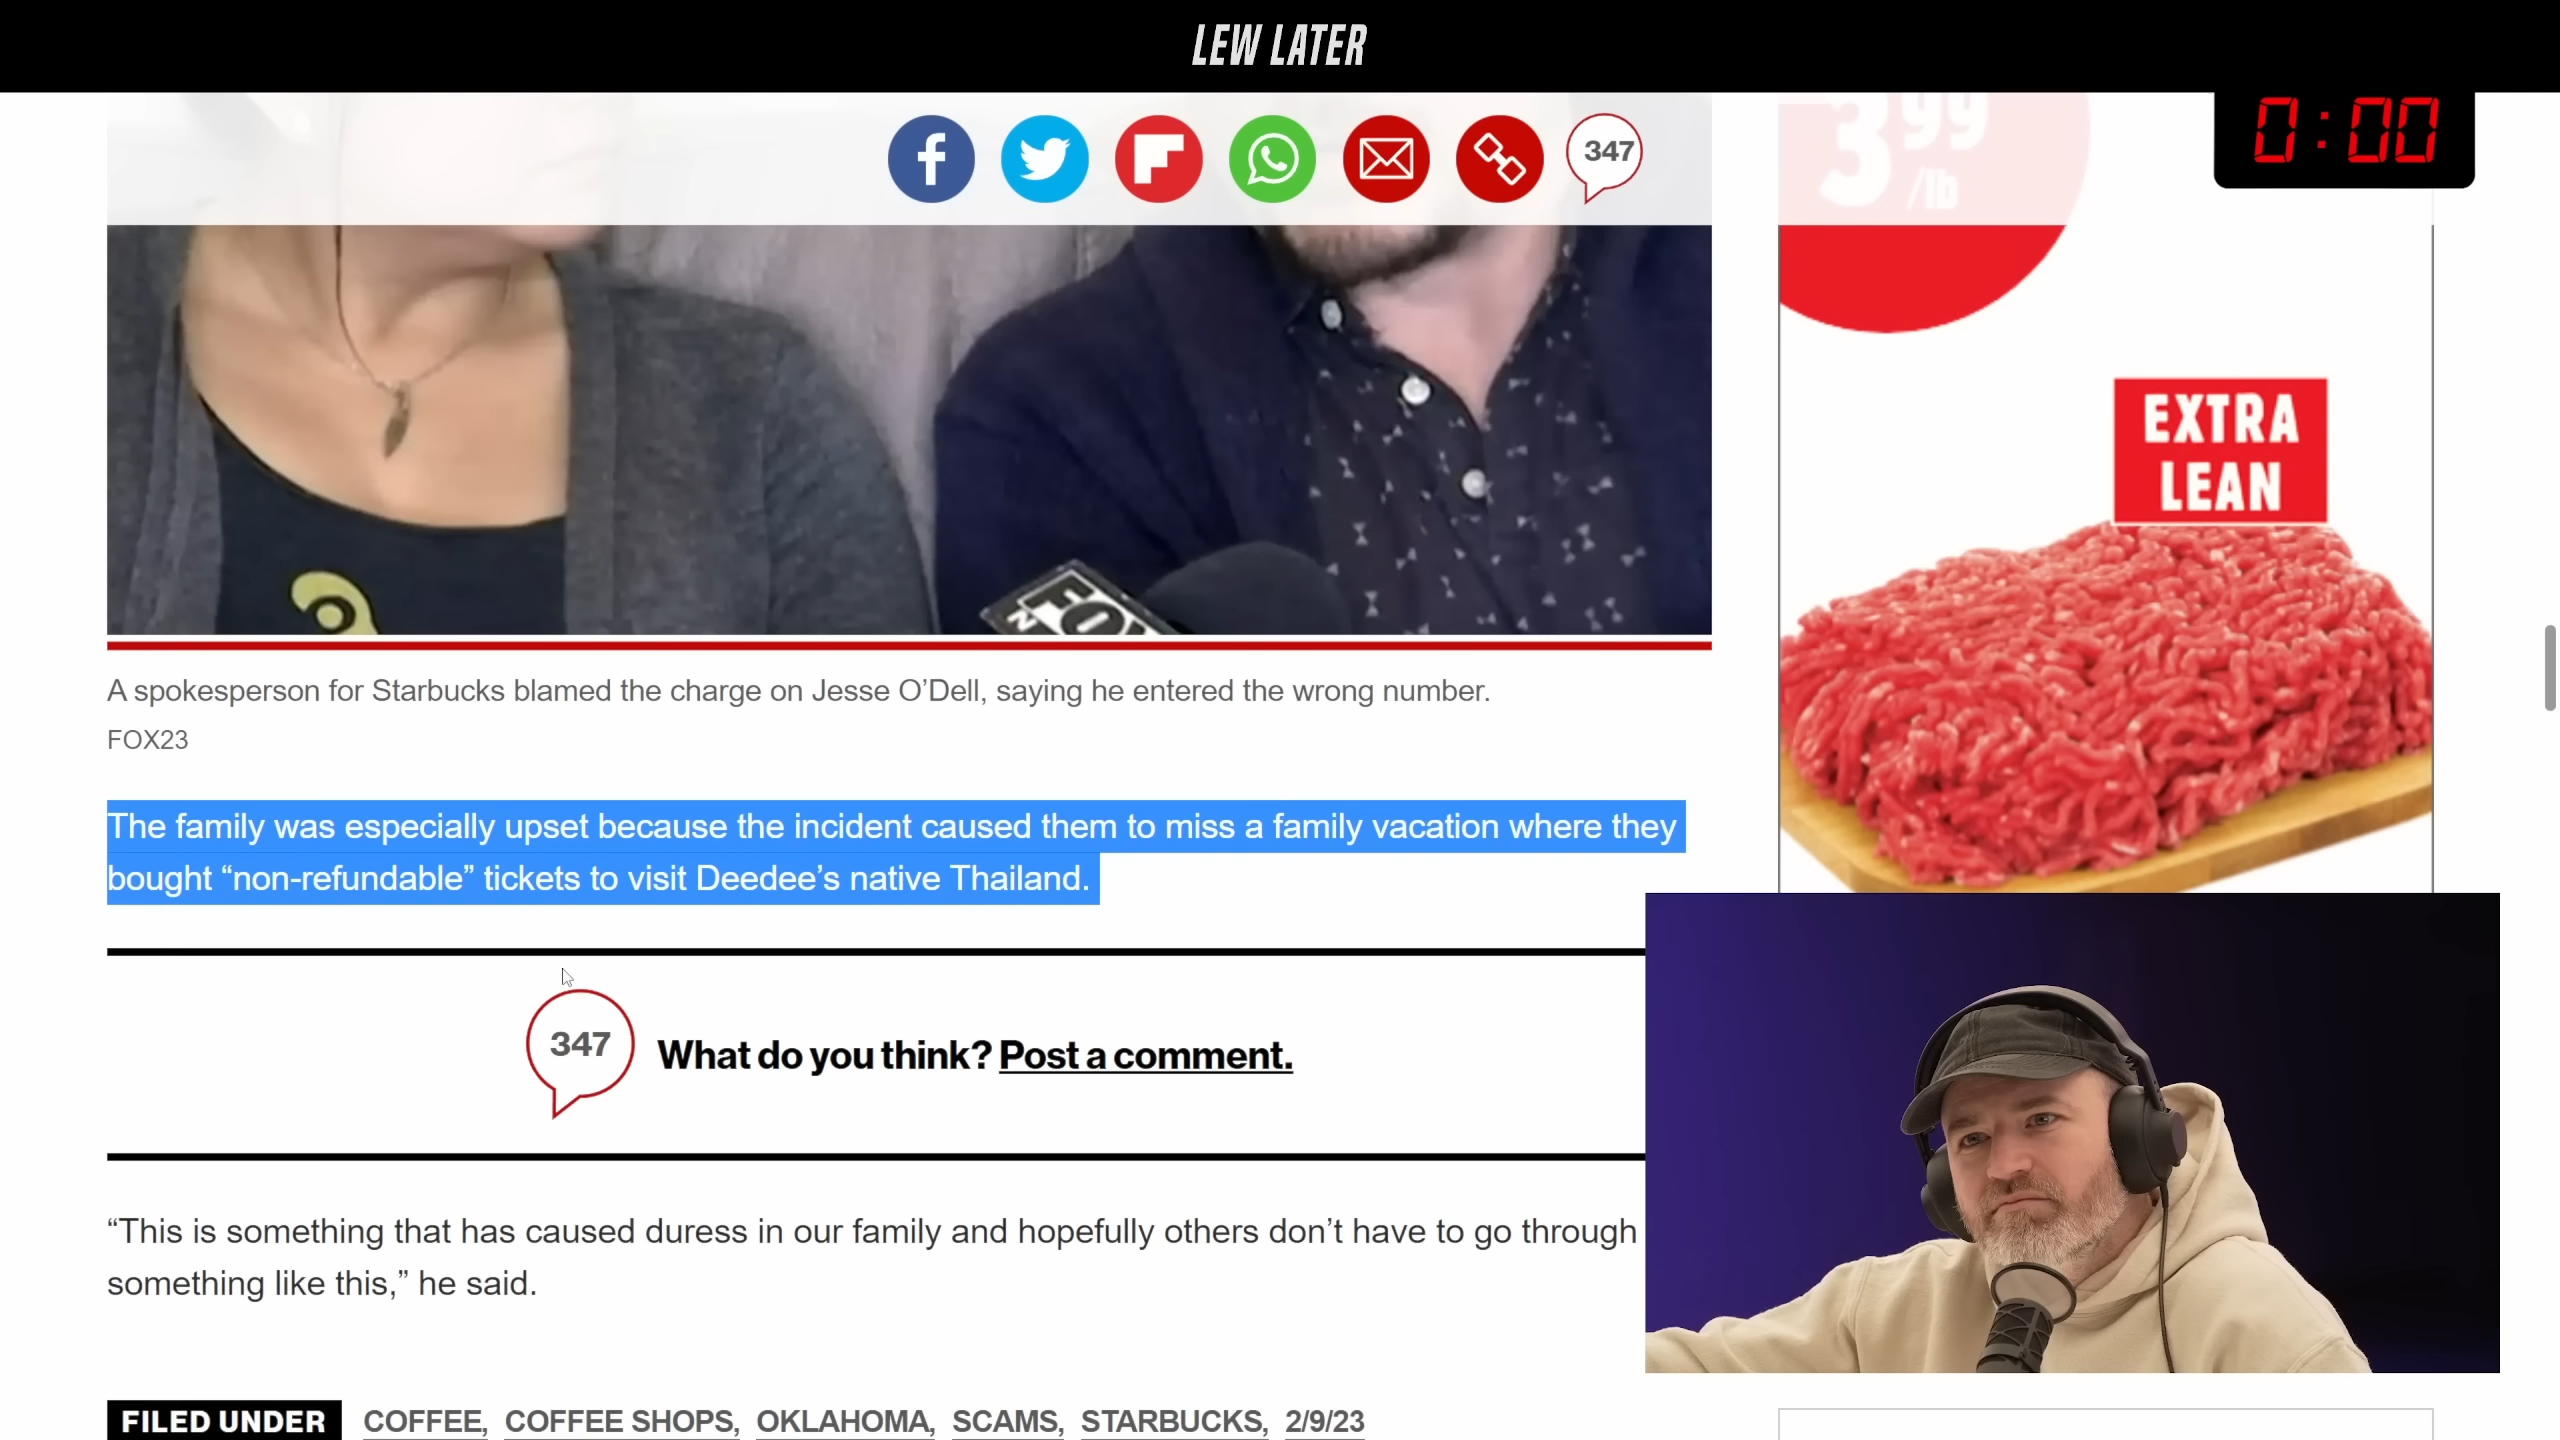 LEW LATER
347
3 99
/lb
0:00
EXTRA
LEAN
FOX
N
A spokesperson for Starbucks blamed the charge on Jesse O’Dell, saying he entered the wrong number.
FOX23
The family was especially upset because the incident caused them to miss a family vacation where they
bought “non-refundable” tickets to visit Deedee’s native Thailand.
347
What do you think? Post a comment.
“This is something that has caused duress in our family and hopefully others don’t have to go through
something like this,” he said.
FILED UNDER COFFEE, COFFEE SHOPS, OKLAHOMA, SCAMS, STARBUCKS, 2/9/23